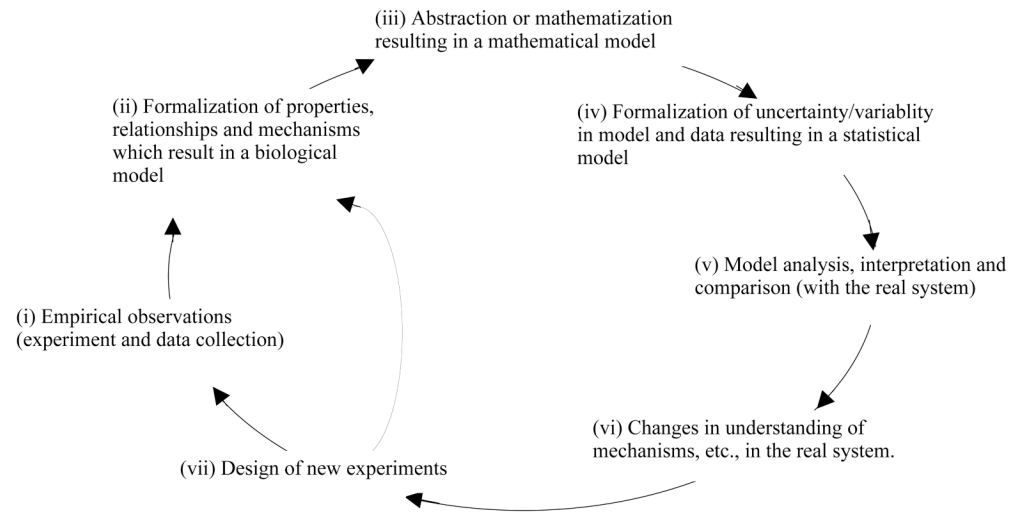 (iii) Abstraction or mathematization
resulting in a mathematical model
(ii) Formalization of properties,
relationships and mechanisms
which result in a biological
model
(iv) Formalization of uncertainty/variablity
in model and data resulting in a statistical
model
(v) Model analysis, interpretation and
comparison (with the real system)
(i) Empirical observations
(experiment and data collection)
(vi) Changes in understanding of
mechanisms, etc., in the real system.
(vii) Design of new experiments